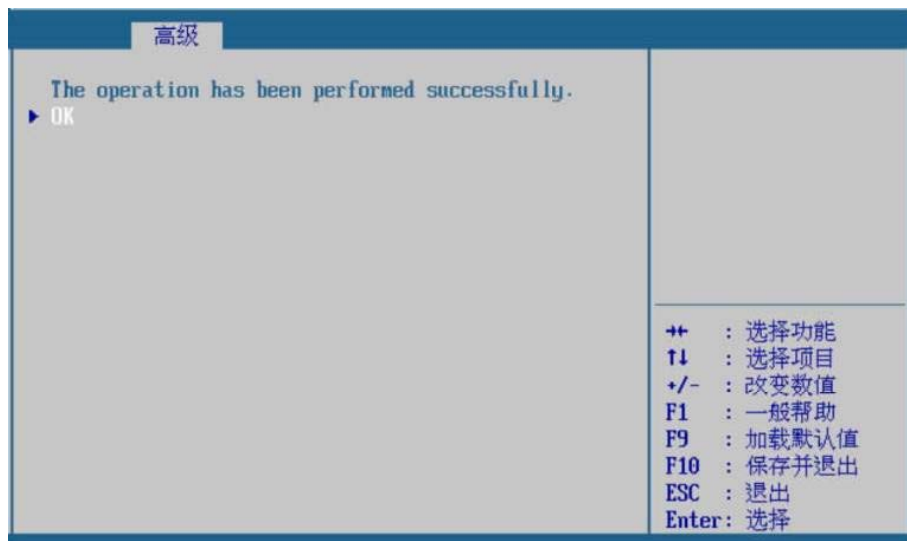 高级
The operation has been performed successfully.
OK
→← : 选择功能
↑↓ : 选择项目
+/- : 改变数值
F1 : 一般帮助
F9 : 加载默认值
F10 : 保存并退出
ESC : 退出
Enter: 选择